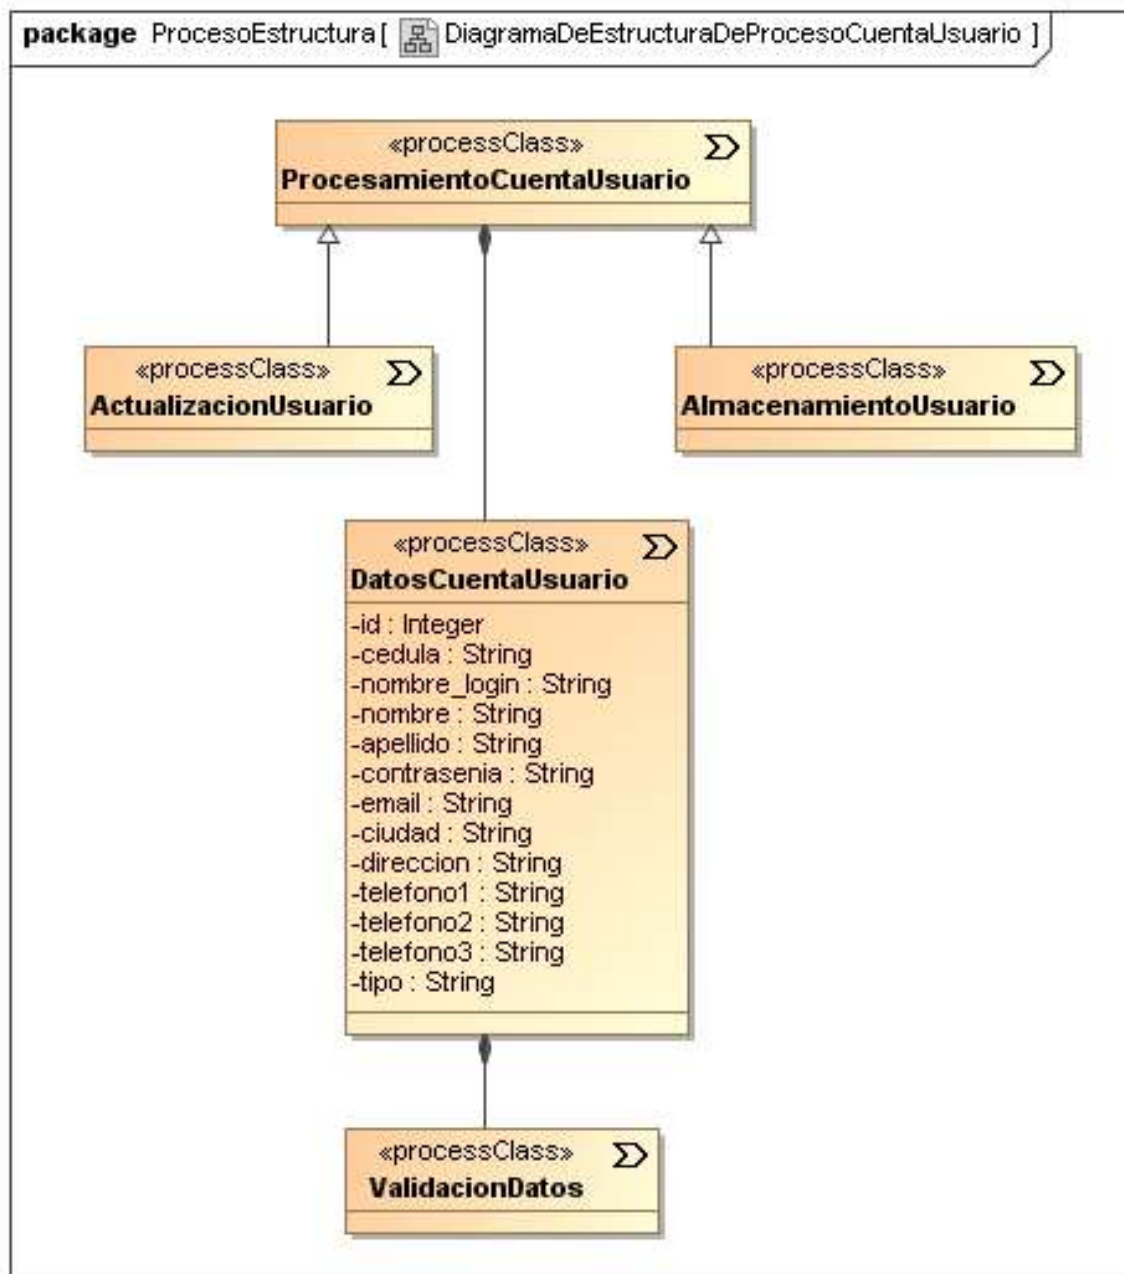 package ProcesoEstructura [ DiagramaDeEstructuraDeProcesoCuentaUsuario ]
«processClass»
ProcesamientoCuentaUsuario
«processClass»
ActualizacionUsuario
«processClass»
AlmacenamientoUsuario
«processClass»
DatosCuentaUsuario
-id : Integer
-cedula : String
-nombre_login : String
-nombre : String
-apellido : String
-contrasenia : String
-email : String
-ciudad : String
-direccion : String
-telefono1 : String
-telefono2 : String
-telefono3 : String
-tipo : String
«processClass»
ValidacionDatos